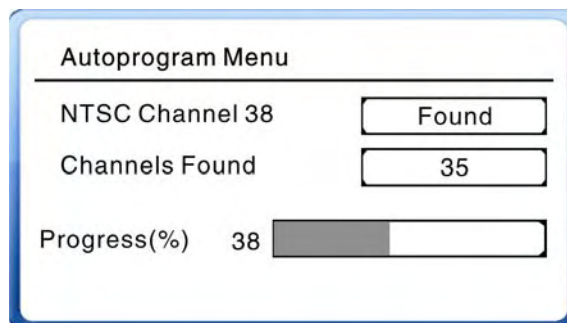 Autoprogram Menu
NTSC Channel 38 Found
Channels Found 35
Progress(%) 38